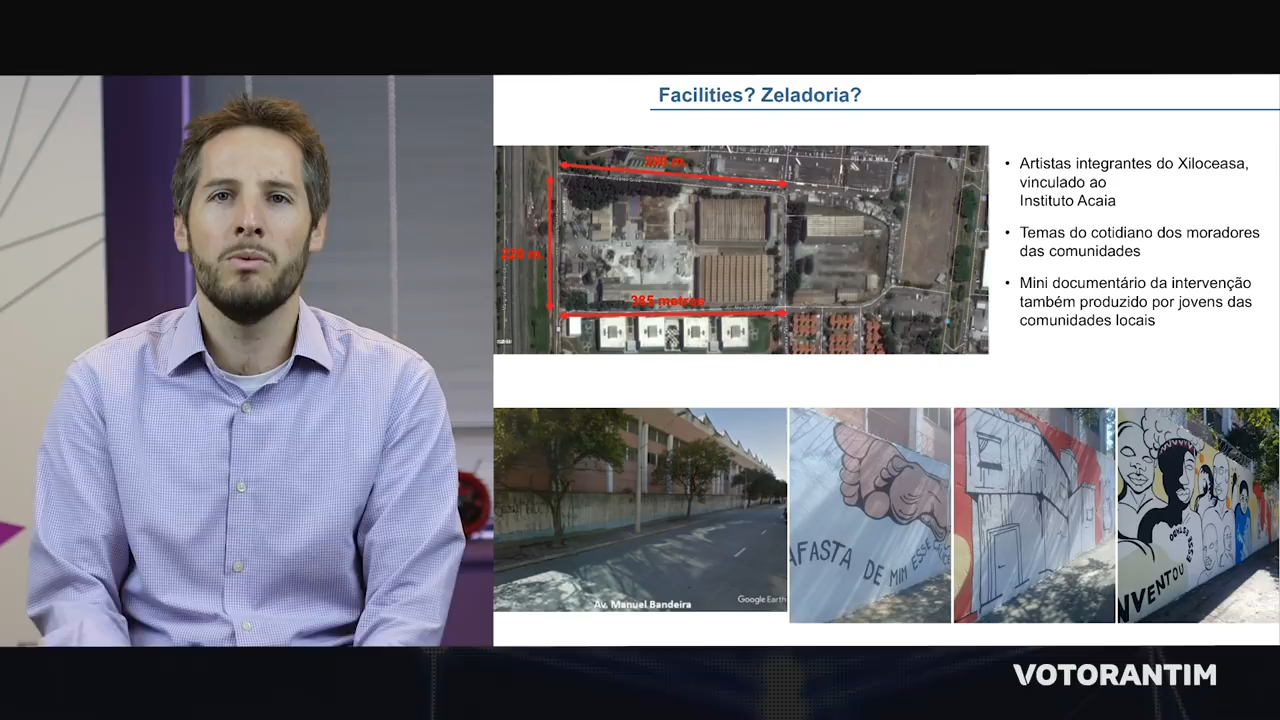 Facilities? Zeladoria?
220 m.
385 metros
• Artistas integrantes do Xiloceasa,
vinculado ao
Instituto Acaia
• Temas do cotidiano dos moradores
das comunidades
• Mini documentário da intervenção
também produzido por jovens das
comunidades locais
Av. Manuel Bandeira
Google Earth
AFASTA DE MIM ESSE
NVENTOU ESSE
VOTORANTIM